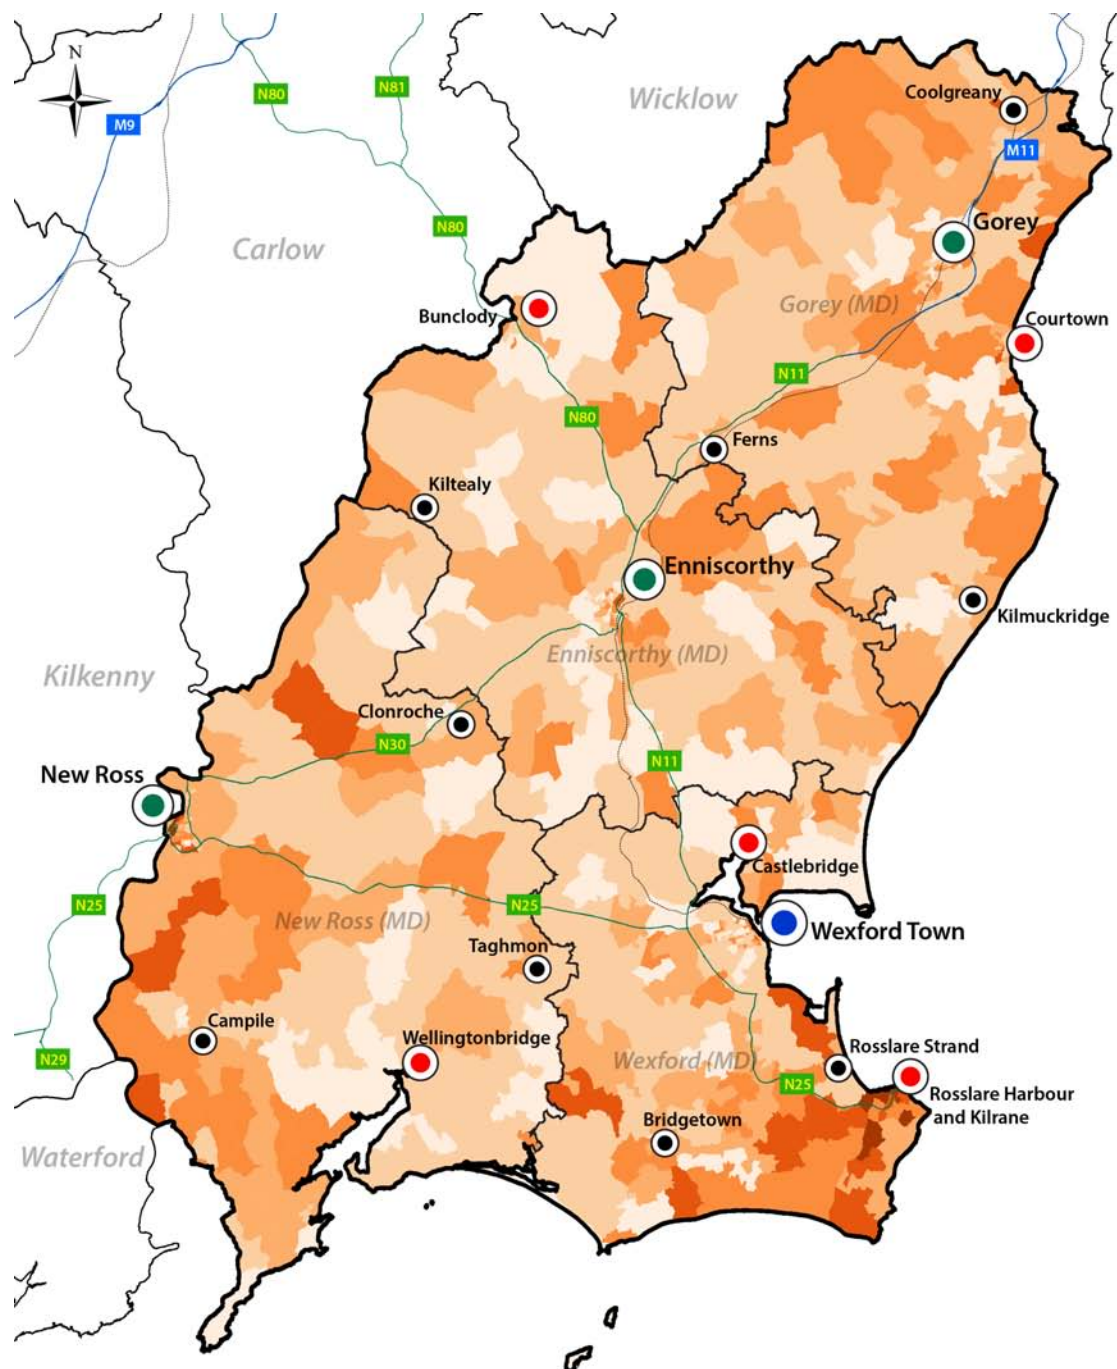 N
N80
N81
Wicklow
Coolgreany
M9
M11
Gorey
N80
Carlow
Gorey (MD)
Bunclody
Courtown
N11
N80
Ferns
Kiltealy
Enniscorthy
Kilmuckridge
Enniscorthy (MD)
Kilkenny
Clonroche
N30
New Ross
N11
Castlebridge
N25
N25
New Ross (MD)
Wexford Town
Taghmon
Campile
Wellingtonbridge
Rosslare Strand
N29
Wexford (MD)
N25
Rosslare Harbour
and Kilrane
Bridgetown
Waterford